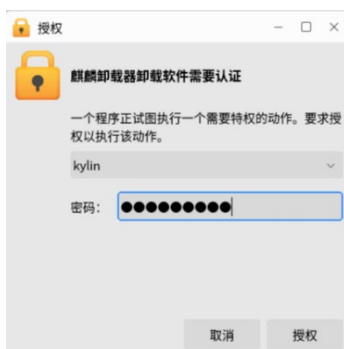 授权
麒麟卸载器卸载软件需要认证
一个程序正试图执行一个需要特权的动作。要求授
权以执行该动作。
kylin
密码： ●●●●●●●●●
取消 授权